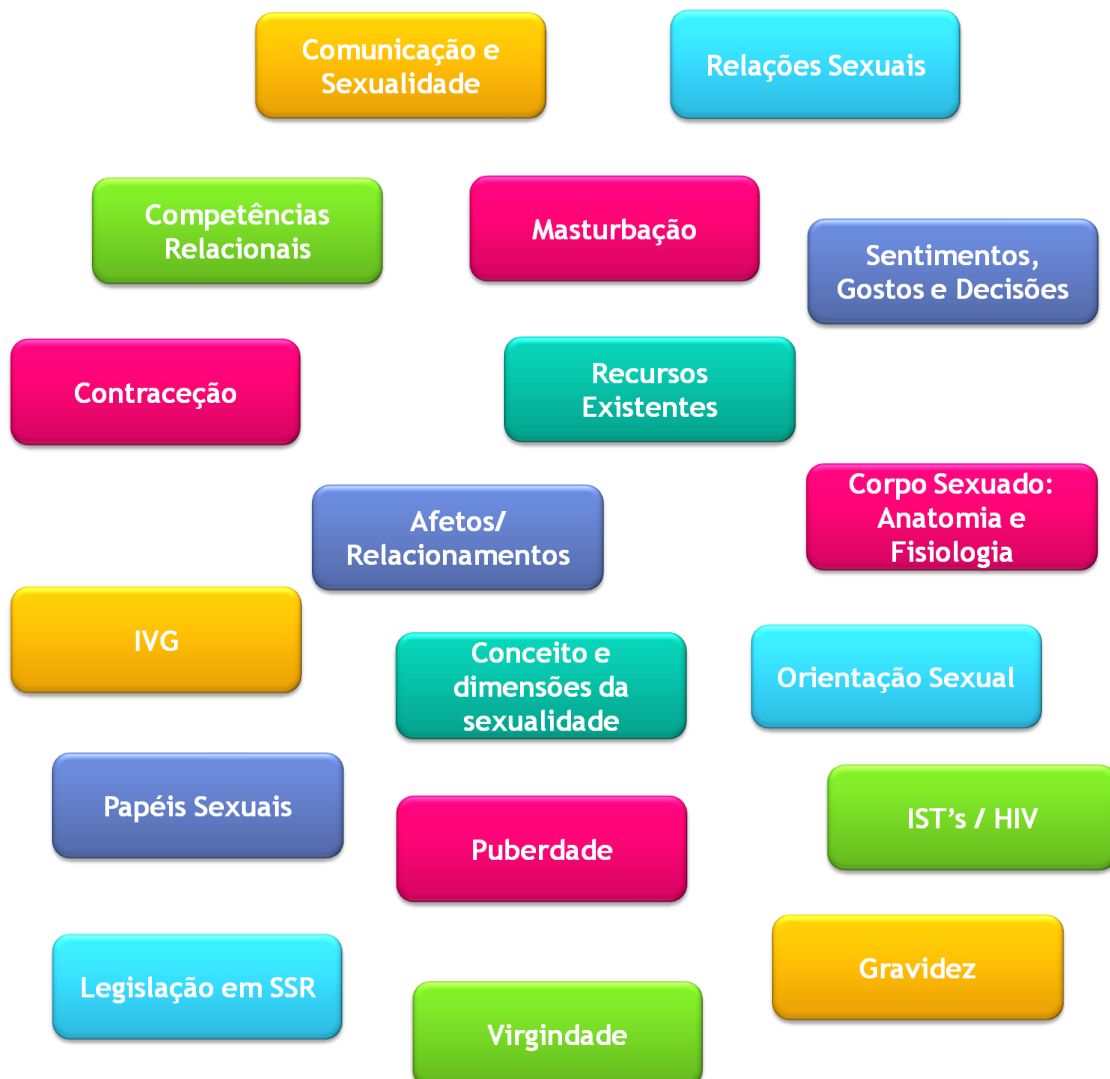 Comunicação e
Sexualidade
Relações Sexuais
Competências
Relacionais
Masturbação
Sentimentos,
Gostos e Decisões
Contraceção
Recursos
Existentes
Corpo Sexuado:
Anatomia e
Fisiologia
Afetos/
Relacionamentos
IVG
Conceito e
dimensões da
sexualidade
Orientação Sexual
Papéis Sexuais
IST's / HIV
Puberdade
Gravidez
Legislação em SSR
Virgindade